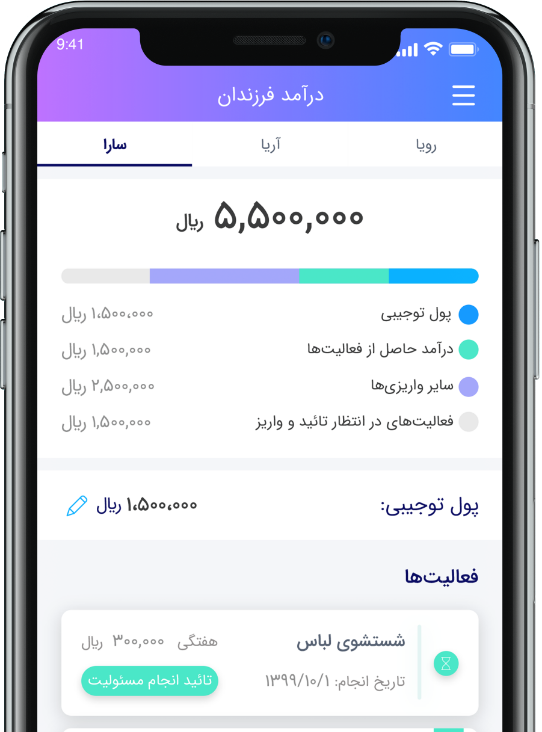 9:41
درآمد فرزندان
رویا آریا سارا
۵,۵۰۰,۰۰۰ ریال
پول توجیبی ۱,۵۰۰,۰۰۰ ریال
درآمد حاصل از فعالیت‌ها ۱,۵۰۰,۰۰۰ ریال
سایر واریزی‌ها ۲,۵۰۰,۰۰۰ ریال
فعالیت‌های در انتظار تائید و واریز ۱,۵۰۰,۰۰۰ ریال
پول توجیبی: ۱,۵۰۰,۰۰۰ ریال
فعالیت‌ها
شستشوی لباس هفتگی ۳۰۰,۰۰۰ ریال
تاریخ انجام: ۱۳۹۹/۱۰/۱ تائید انجام مسئولیت